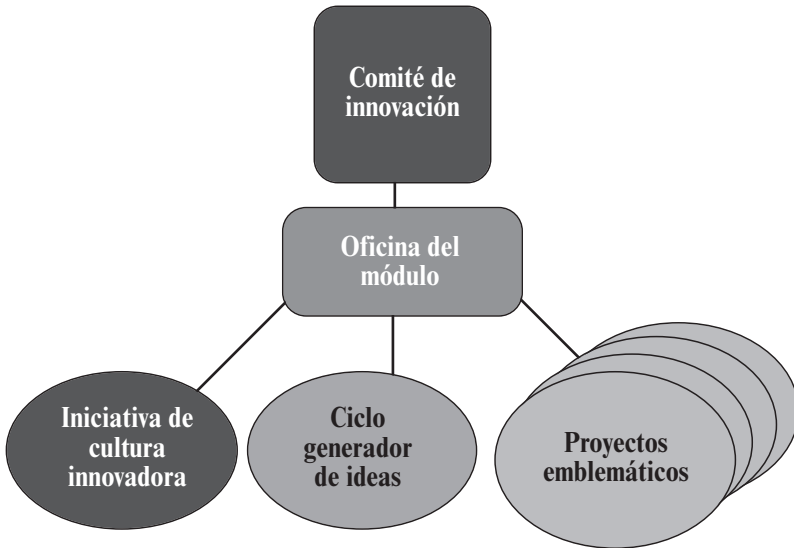 Comité de
innovación
Oficina del
módulo
Iniciativa de
cultura
innovadora
Ciclo
generador
de ideas
Proyectos
emblemáticos